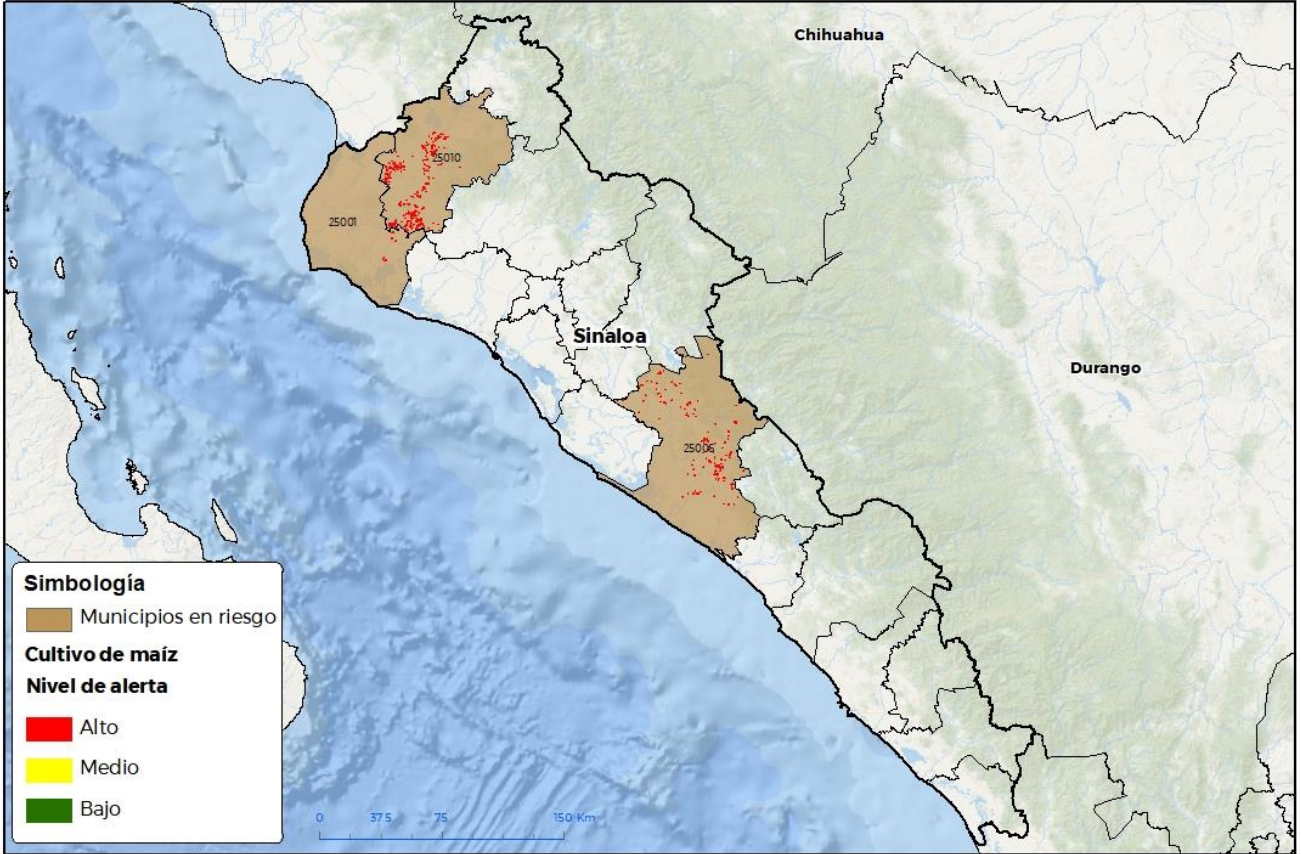 Chihuahua
25010
25001
Sinaloa
Durango
25006
Simbología
Municipios en riesgo
Cultivo de maíz
Nivel de alerta
Alto
Medio
Bajo
0 37.5 75 150 Km